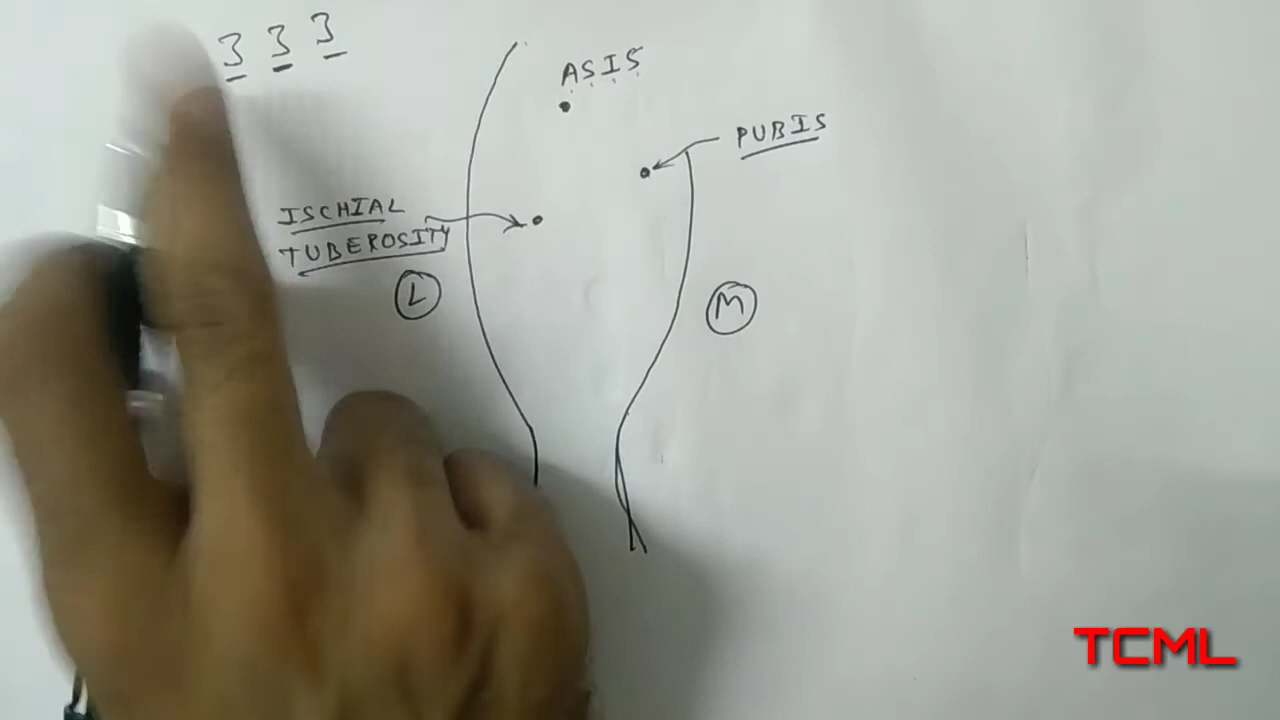 3 3 3
ASIS
PUBIS
ISCHIAL
TUBEROSITY
L
M
TCML